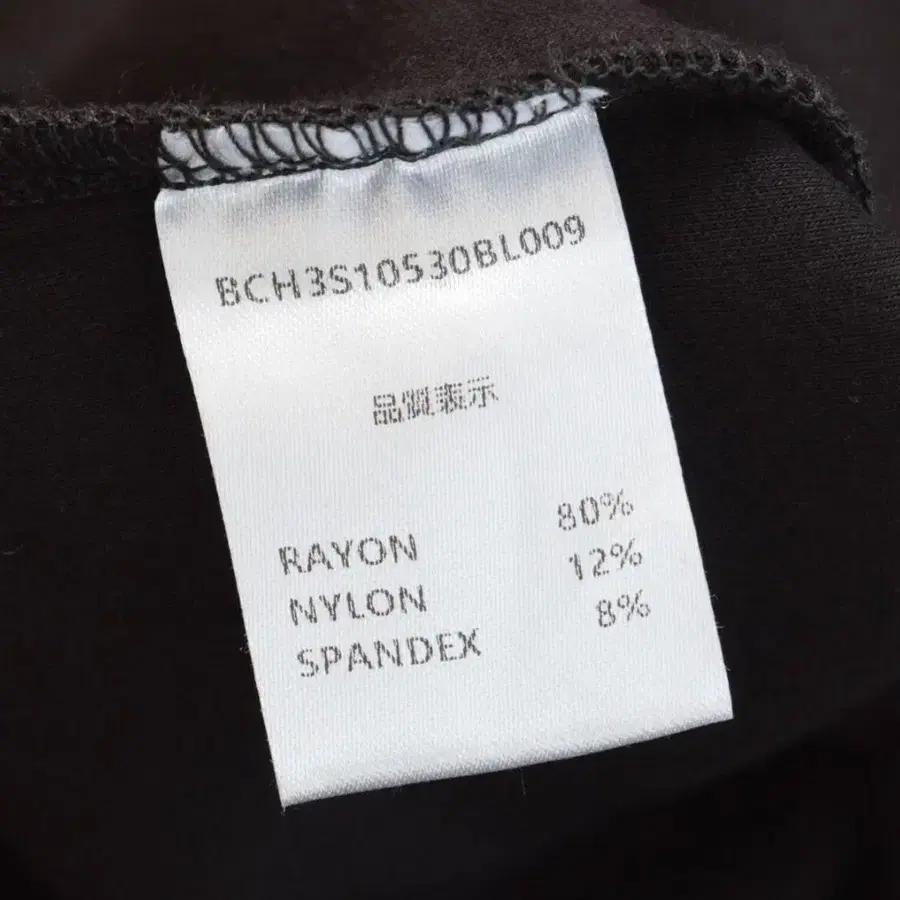 BCH3S10530BL009
品質表示
RAYON 80%
NYLON 12%
SPANDEX 8%